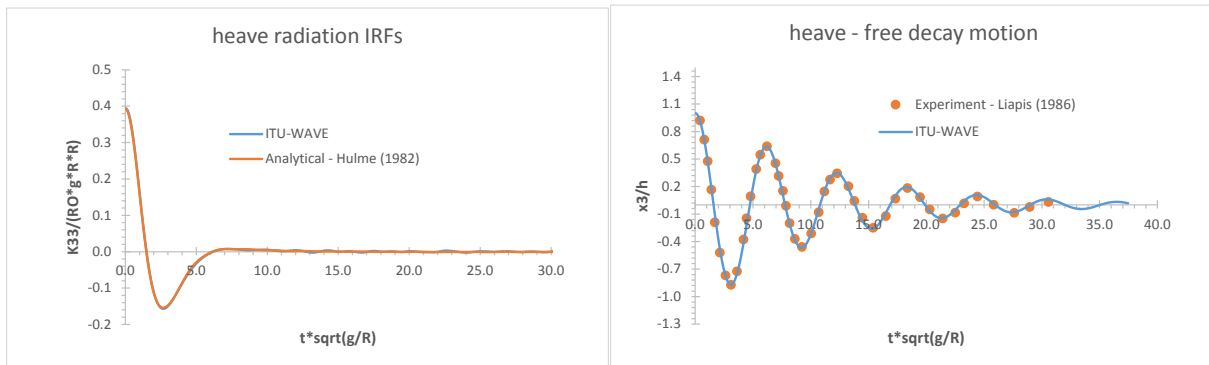 heave radiation IRFs
0.5
0.4
0.3
0.2
0.1
0.0
-0.1
-0.2
0.0 5.0 10.0 15.0 20.0 25.0 30.0
K33/(RO*g*R*R)
t*sqrt(g/R)
ITU-WAVE
Analytical - Hulme (1982)
heave - free decay motion
1.4
1.1
0.8
0.5
0.2
-0.1
-0.4
-0.7
-1.0
-1.3
0.0 5.0 10.0 15.0 20.0 25.0 30.0 35.0 40.0
x3/h
t*sqrt(g/R)
Experiment - Liapis (1986)
ITU-WAVE